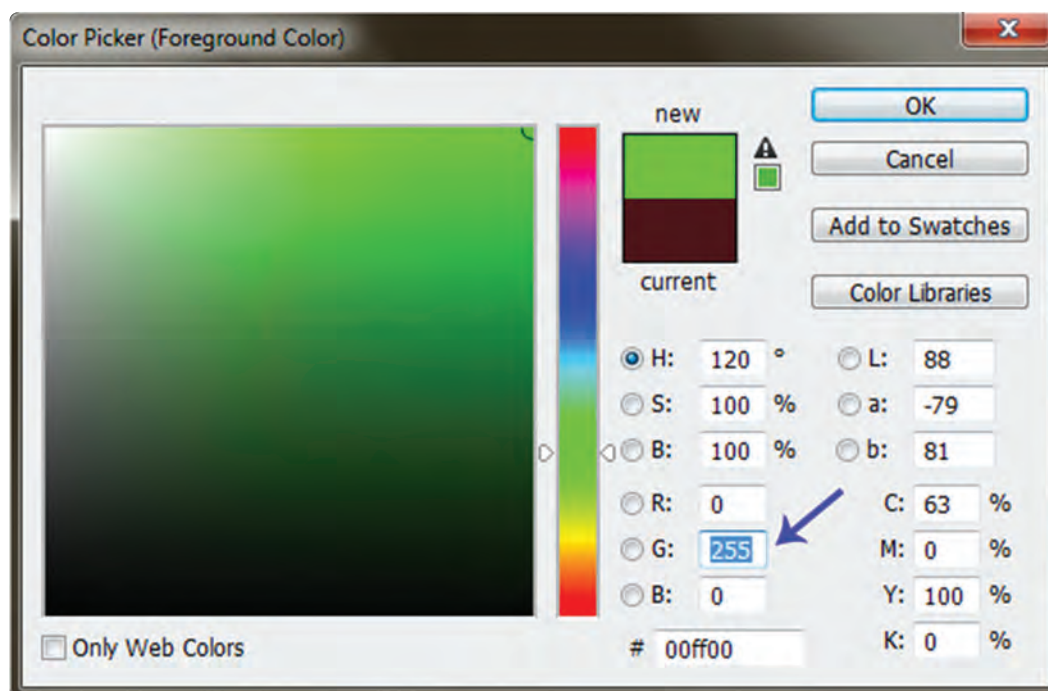 Color Picker (Foreground Color)
x
new
OK
Cancel
Add to Swatches
current
Color Libraries
H: 120 °
L: 88
S: 100 %
a: -79
B: 100 %
b: 81
R: 0
C: 63 %
G: 255
M: 0 %
B: 0
Y: 100 %
Only Web Colors
# 00ff00
K: 0 %